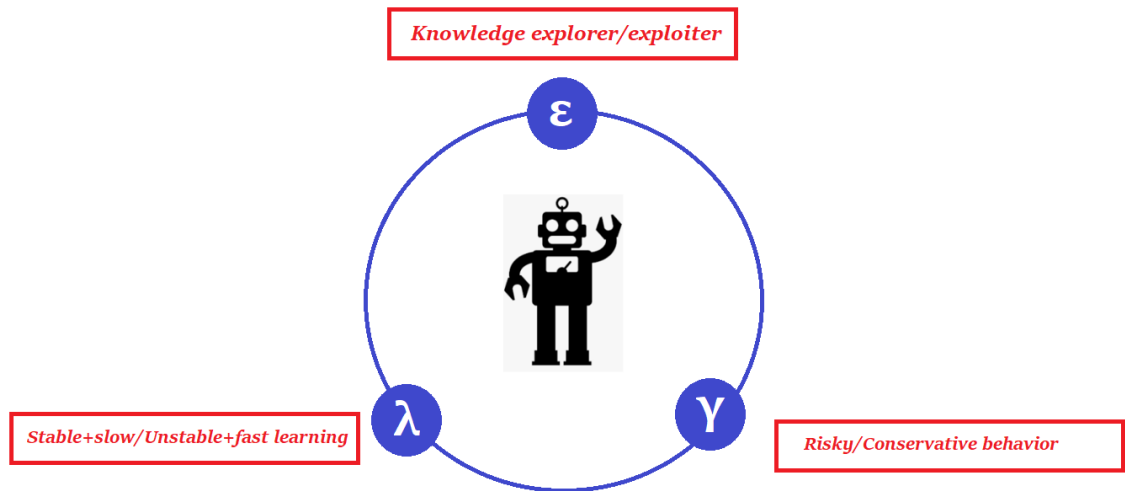 Knowledge explorer/exploiter
ε
λ
γ
Stable+slow/Unstable+fast learning
Risky/Conservative behavior